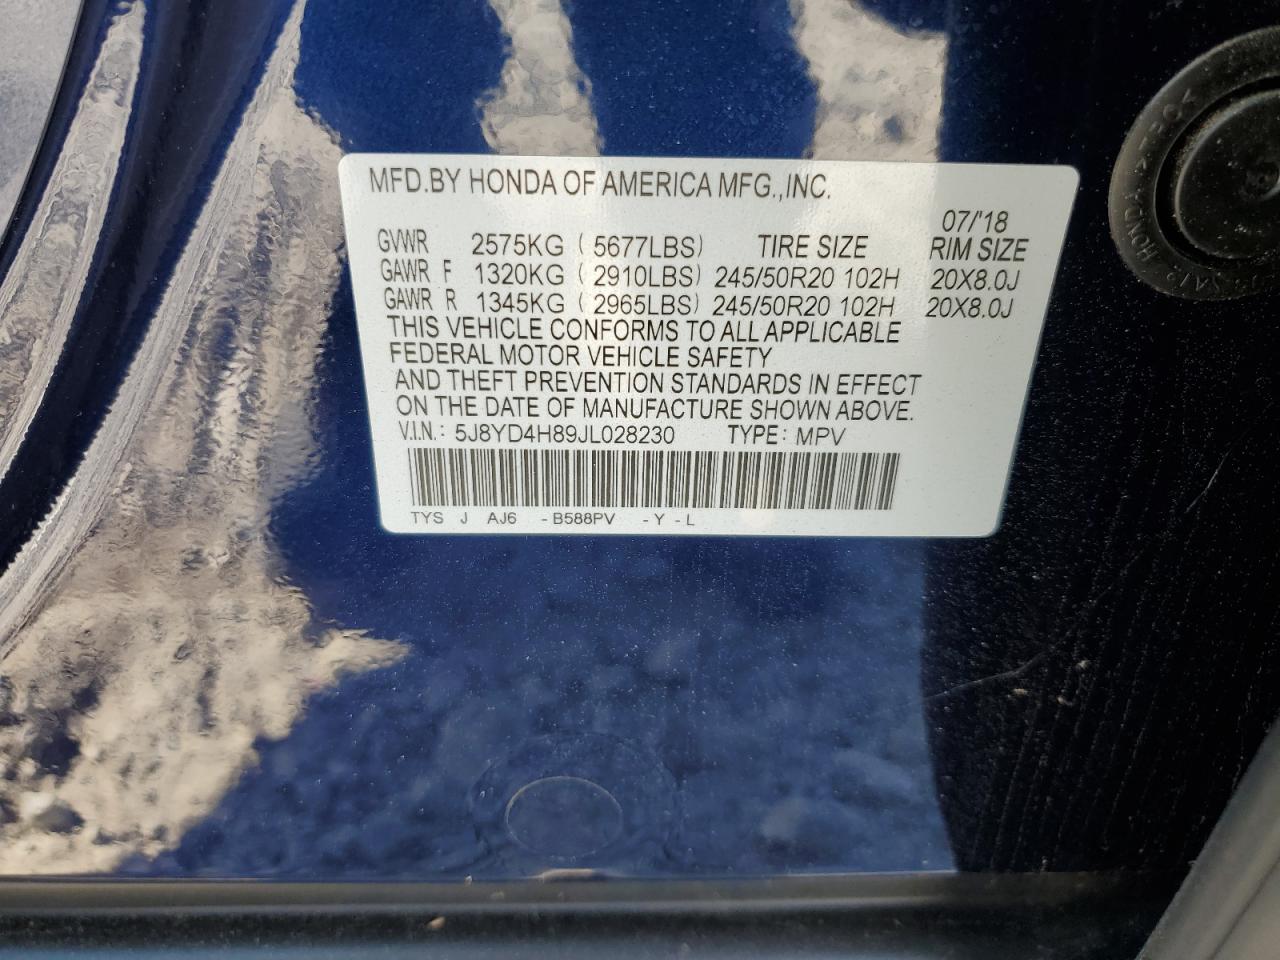 MFD.BY HONDA OF AMERICA MFG.,INC.
07/'18
GVWR 2575KG ( 5677LBS) TIRE SIZE RIM SIZE
GAWR F 1320KG ( 2910LBS) 245/50R20 102H 20X8.0J
GAWR R 1345KG ( 2965LBS) 245/50R20 102H 20X8.0J
THIS VEHICLE CONFORMS TO ALL APPLICABLE
FEDERAL MOTOR VEHICLE SAFETY
AND THEFT PREVENTION STANDARDS IN EFFECT
ON THE DATE OF MANUFACTURE SHOWN ABOVE.
V.I.N.: 5J8YD4H89JL028230 TYPE: MPV
TYS J AJ6 -B588PV -Y-L
HONDA